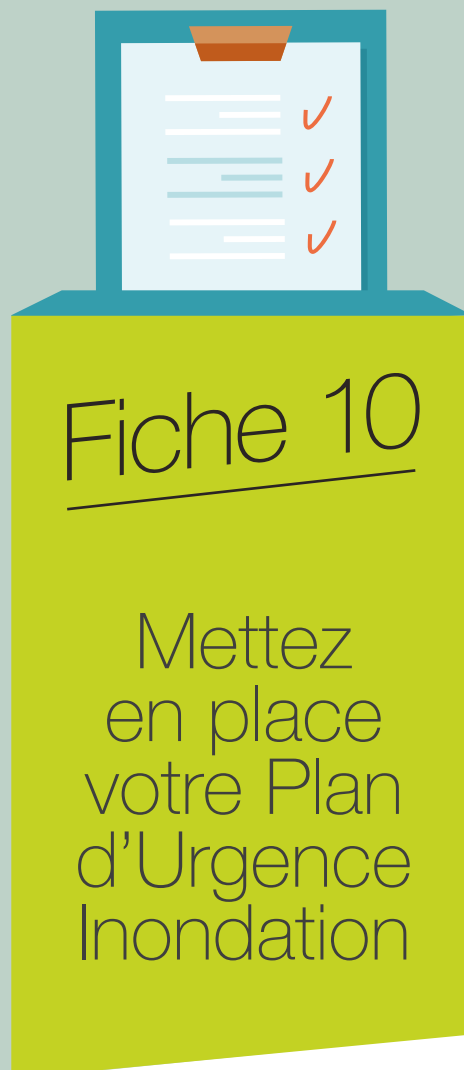 Fiche 10
Mettez
en place
votre Plan
d’Urgence
Inondation